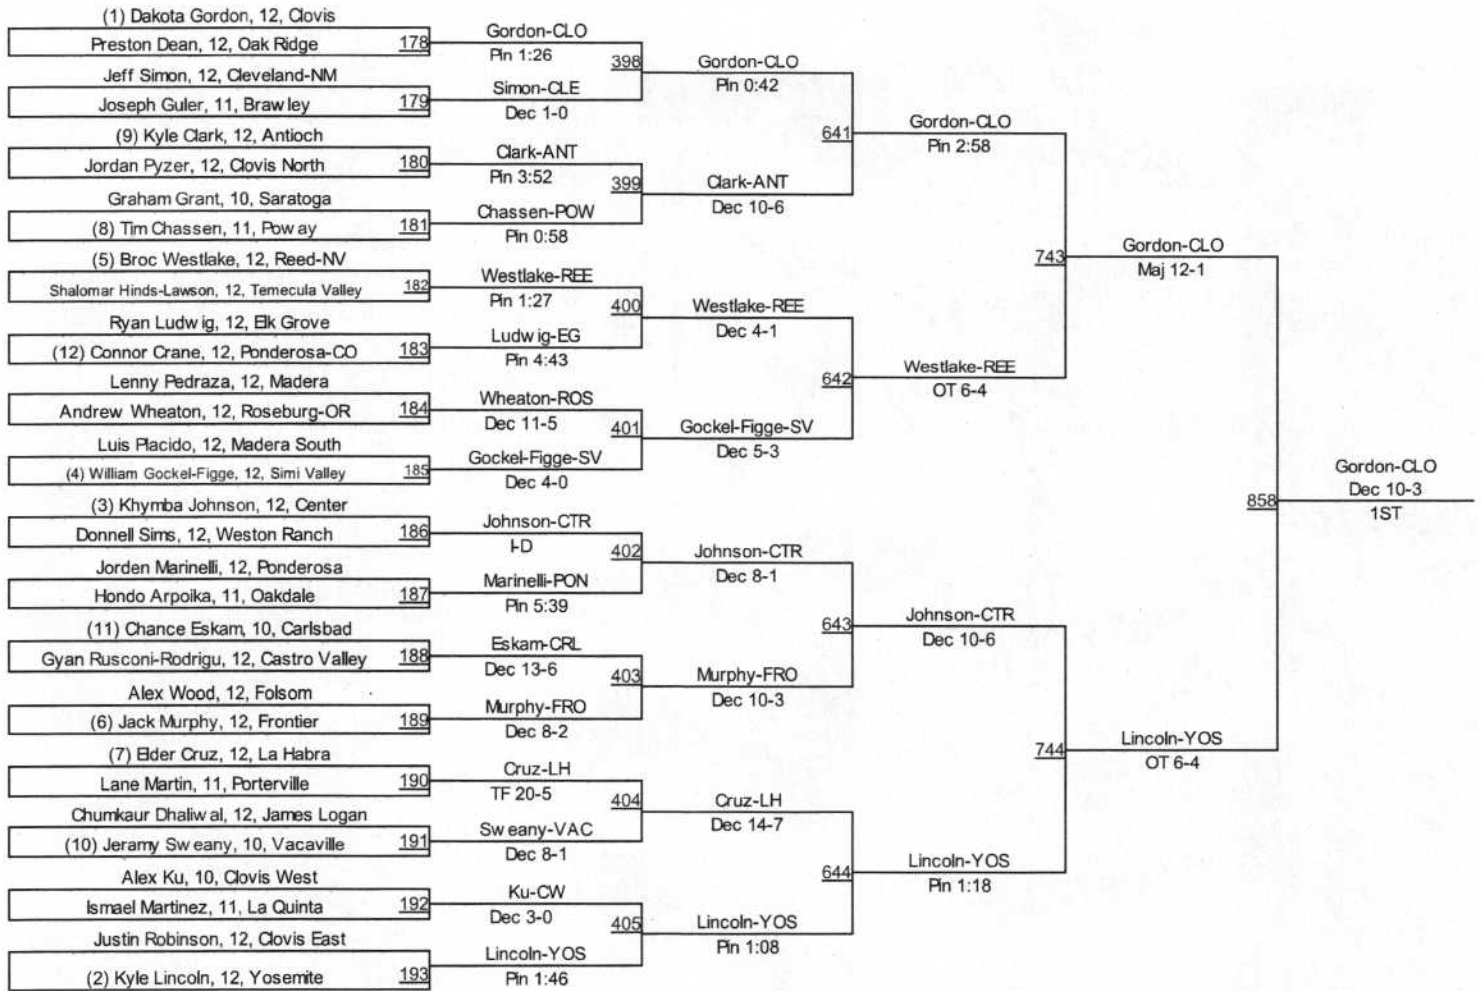 (1) Dakota Gordon, 12, Clovis
Preston Dean, 12, Oak Ridge 178
Jeff Simon, 12, Cleveland-NM
Joseph Guler, 11, Brawley 179
(9) Kyle Clark, 12, Antioch
Jordan Pyzer, 12, Clovis North 180
Graham Grant, 10, Saratoga
(8) Tim Chassen, 11, Poway 181
(5) Broc Westlake, 12, Reed-NV
Shalomar Hinds-Lawson, 12, Temecula Valley 182
Ryan Ludwig, 12, Elk Grove
(12) Connor Crane, 12, Ponderosa-CO 183
Lenny Pedraza, 12, Madera
Andrew Wheaton, 12, Roseburg-OR 184
Luis Placido, 12, Madera South
(4) William Gockel-Figge, 12, Simi Valley 185
(3) Khymba Johnson, 12, Center
Donnell Sims, 12, Weston Ranch 186
Jorden Marinelli, 12, Ponderosa
Hondo Arpoika, 11, Oakdale 187
(11) Chance Eskam, 10, Carlsbad
Gyan Rusconi-Rodrigu, 12, Castro Valley 188
Alex Wood, 12, Folsom
(6) Jack Murphy, 12, Frontier 189
(7) Elder Cruz, 12, La Habra
Lane Martin, 11, Porterville 190
Chumkaur Dhaliwal, 12, James Logan
(10) Jeramy Sweany, 10, Vacaville 191
Alex Ku, 10, Clovis West
Ismael Martinez, 11, La Quinta 192
Justin Robinson, 12, Clovis East
(2) Kyle Lincoln, 12, Yosemite 193
Gordon-CLO
Pin 1:26
398
Simon-CLE
Dec 1-0
Clark-ANT
Pin 3:52
399
Chassen-POW
Pin 0:58
Westlake-REE
Pin 1:27
400
Ludwig-EG
Pin 4:43
Wheaton-ROS
Dec 11-5
401
Gockel-Figge-SV
Dec 4-0
Johnson-CTR
I-D
402
Marinelli-PON
Pin 5:39
Eskam-CRL
Dec 13-6
403
Murphy-FRO
Dec 8-2
Cruz-LH
TF 20-5
404
Sweany-VAC
Dec 8-1
Ku-CW
Dec 3-0
405
Lincoln-YOS
Pin 1:46
Gordon-CLO
Pin 0:42
641
Clark-ANT
Dec 10-6
Westlake-REE
Dec 4-1
642
Gockel-Figge-SV
Dec 5-3
Johnson-CTR
Dec 8-1
643
Murphy-FRO
Dec 10-3
Cruz-LH
Dec 14-7
644
Lincoln-YOS
Pin 1:08
Gordon-CLO
Pin 2:58
743
Westlake-REE
OT 6-4
Johnson-CTR
Dec 10-6
744
Lincoln-YOS
Pin 1:18
Gordon-CLO
Maj 12-1
858
Lincoln-YOS
OT 6-4
Gordon-CLO
Dec 10-3
1ST